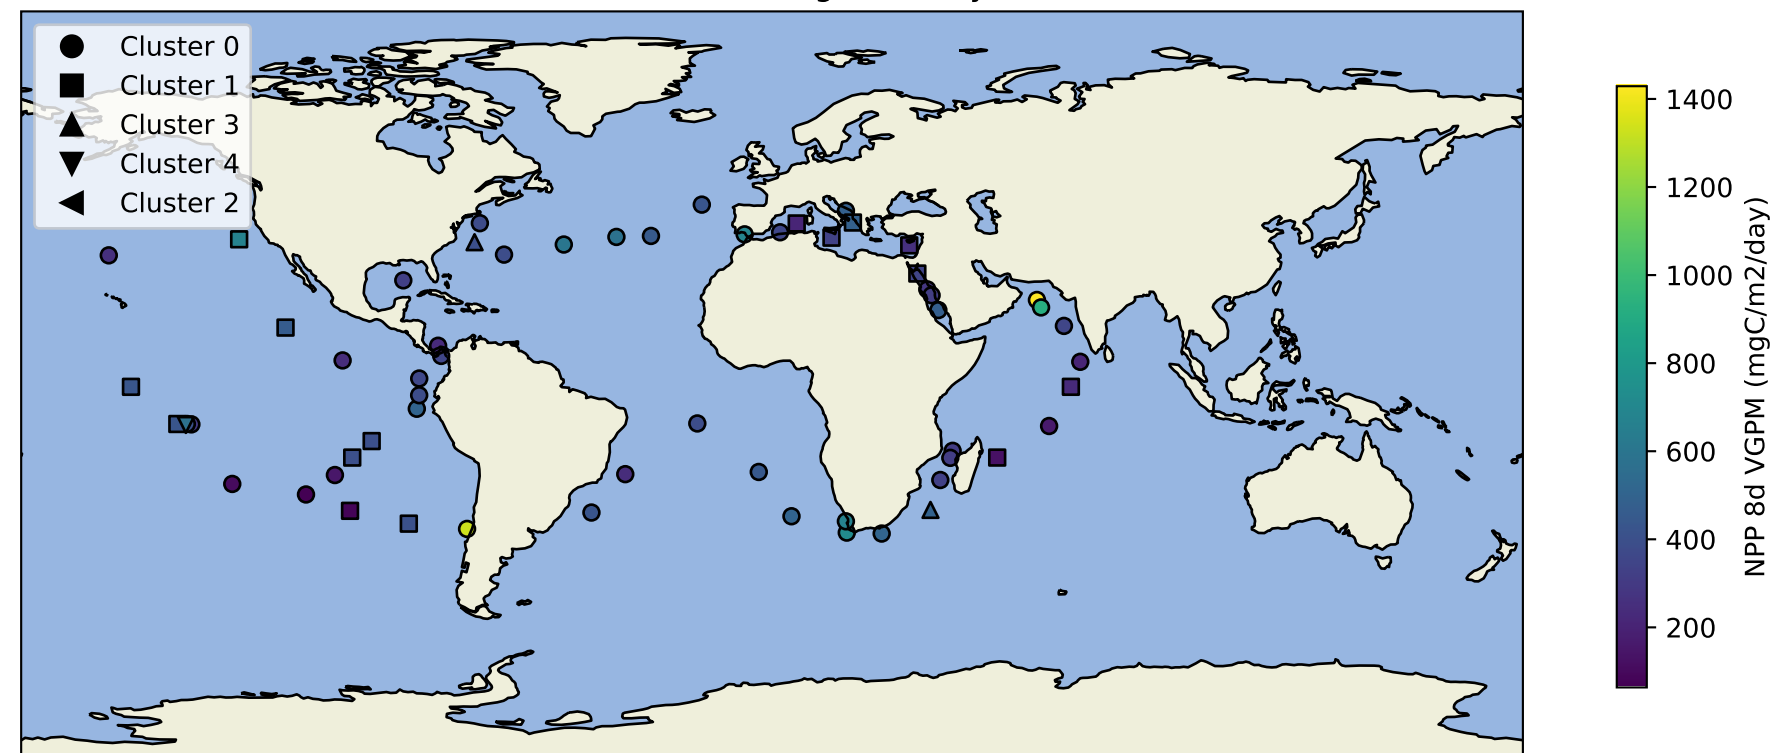 Cluster 0
Cluster 1
Cluster 3
Cluster 4
Cluster 2
1400
1200
1000
800
600
400
200
NPP 8d VGPM (mgC/m2/day)